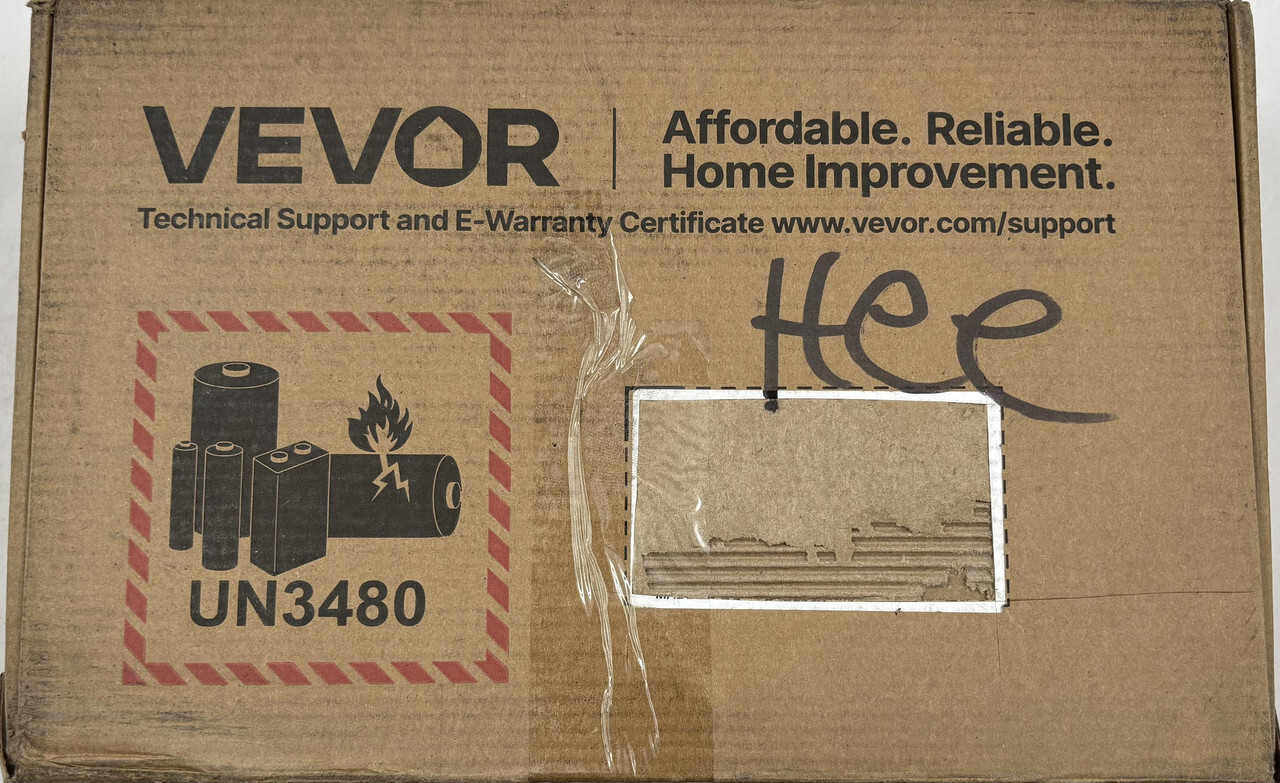 VEVOR
Affordable. Reliable.
Home Improvement.
Technical Support and E-Warranty Certificate www.vevor.com/support
Hee
UN3480